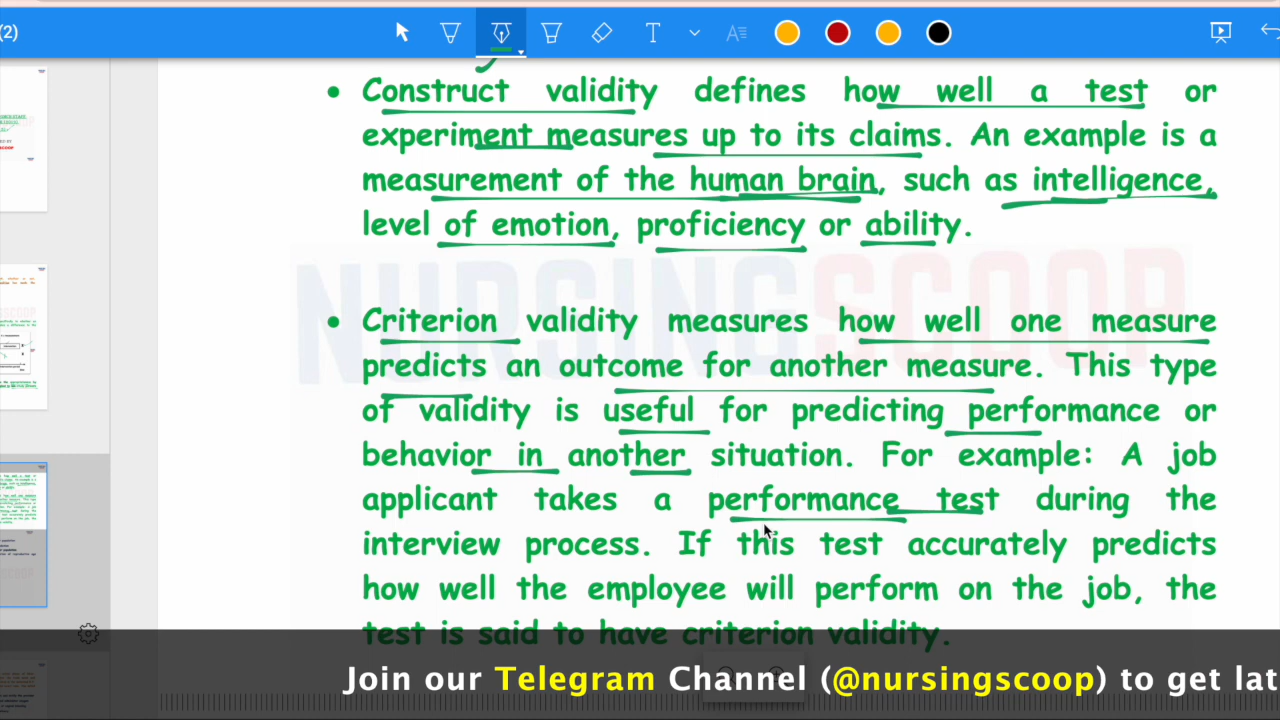 (2)
• Construct validity defines how well a test or
experiment measures up to its claims. An example is a
measurement of the human brain, such as intelligence,
level of emotion, proficiency or ability.
NURSINGSCOOP
• Criterion validity measures how well one measure
predicts an outcome for another measure. This type
of validity is useful for predicting performance or
behavior in another situation. For example: A job
applicant takes a performance test during the
interview process. If this test accurately predicts
how well the employee will perform on the job, the
test is said to have criterion validity.
Join our Telegram Channel (@nursingscoop) to get lat